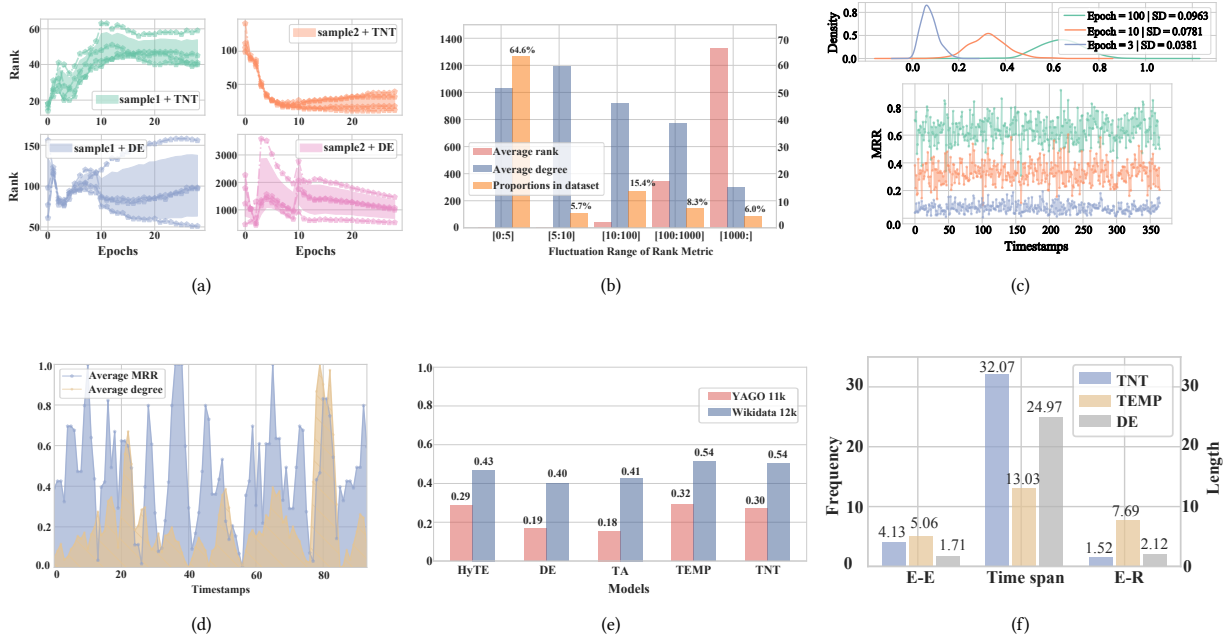 60
40
20
Rank
sample1 + TNT
0
10
20
100
50
sample2 + TNT
0
10
20
150
100
50
Rank
sample1 + DE
0
10
20
Epochs
3000
2000
1000
sample2 + DE
0
10
20
Epochs
(a)
1400
1200
1000
800
600
400
200
0
70
60
50
40
30
20
10
0
64.6%
5.7%
15.4%
8.3%
6.0%
Average rank
Average degree
Proportions in dataset
[0:5]
[5:10]
[10:100]
[100:1000]
[1000:]
Fluctuation Range of Rank Metric
(b)
Density
0.8
0.0
Epoch = 100 | SD = 0.0963
Epoch = 10 | SD = 0.0781
Epoch = 3 | SD = 0.0381
0.0
0.2
0.4
0.6
0.8
1.0
MRR
0.8
0.6
0.4
0.2
0.0
0
50
100
150
200
250
300
350
Timestamps
(c)
1.0
0.8
0.6
0.4
0.2
0.0
Average MRR
Average degree
0
20
40
60
80
Timestamps
(d)
1.0
0.8
0.6
0.4
0.2
0
YAGO 11k
Wikidata 12k
0.29
0.43
0.19
0.40
0.18
0.41
0.32
0.54
0.30
0.54
HyTE
DE
TA
TEMP
TNT
Models
(e)
Frequency
30
20
10
0
Length
30
20
10
0
TNT
TEMP
DE
4.13
5.06
1.71
32.07
13.03
24.97
1.52
7.69
2.12
E-E
Time span
E-R
(f)